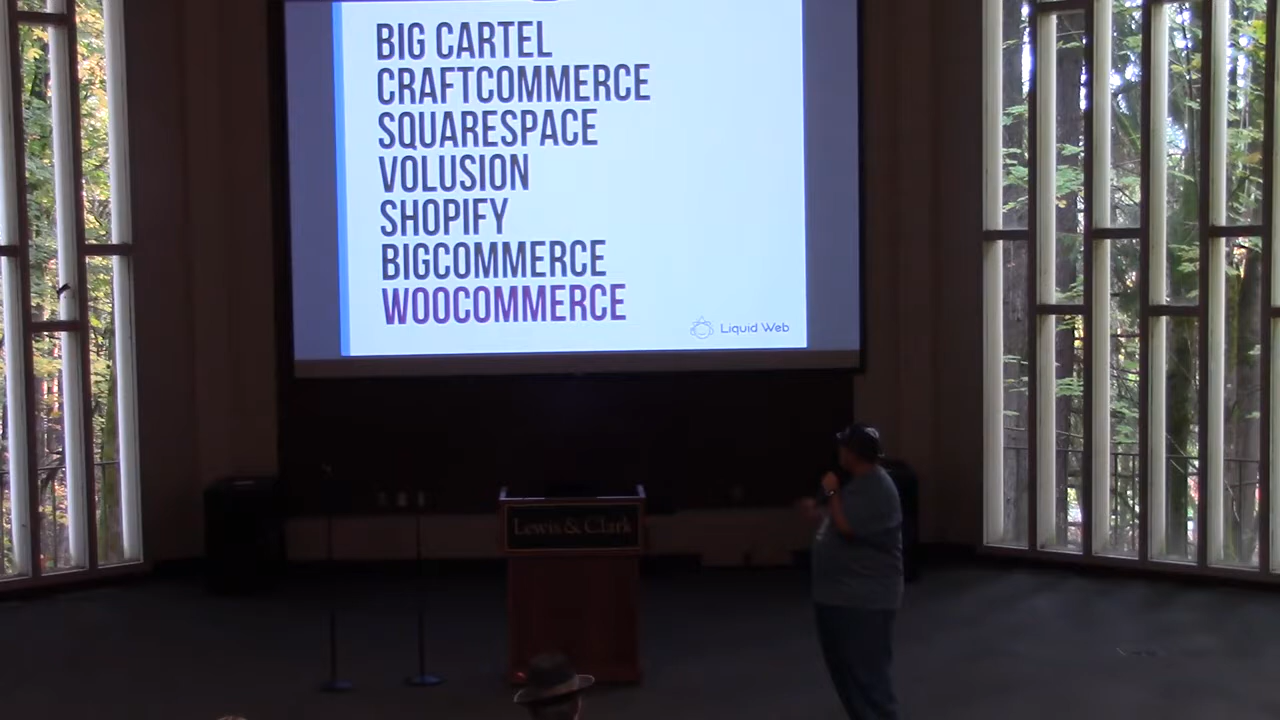 BIG CARTEL
CRAFTCOMMERCE
SQUARESPACE
VOLUSION
SHOPIFY
BIGCOMMERCE
WOOCOMMERCE
Liquid Web
Lewis & Clark